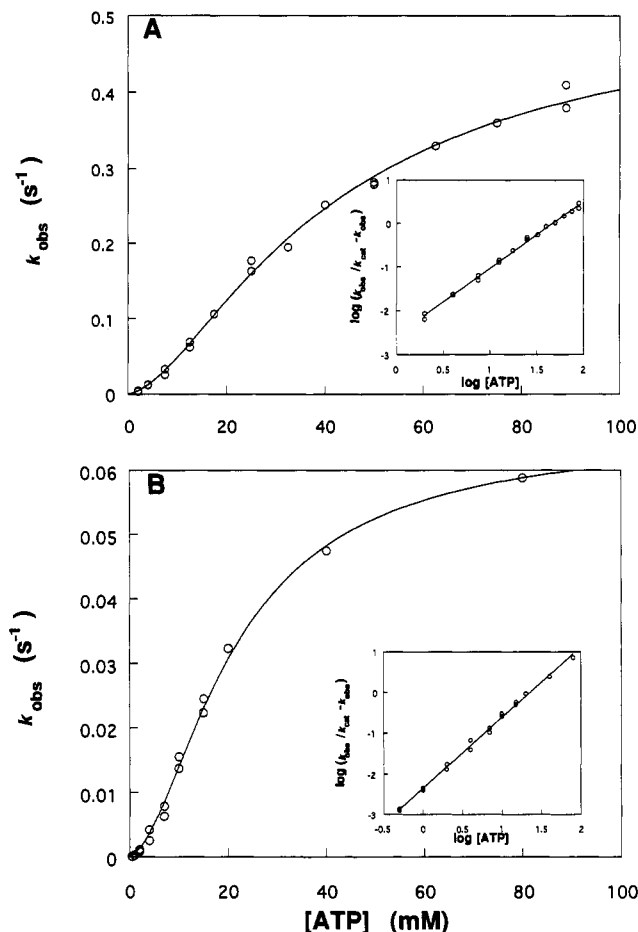 A
0.5
0.4
0.3
0.2
0.1
0
k obs (s⁻¹)
0 20 40 60 80 100
1
0
-1
-2
-3
log (k obs / k cat - k obs)
0 0.5 1 1.5 2
log [ATP]
B
0.06
0.05
0.04
0.03
0.02
0.01
0
k obs (s⁻¹)
1
0
-1
-2
-3
log (k obs / k cat - k obs)
-0.5 0 0.5 1 1.5 2
log [ATP]
0 20 40 60 80 100
[ATP] (mM)